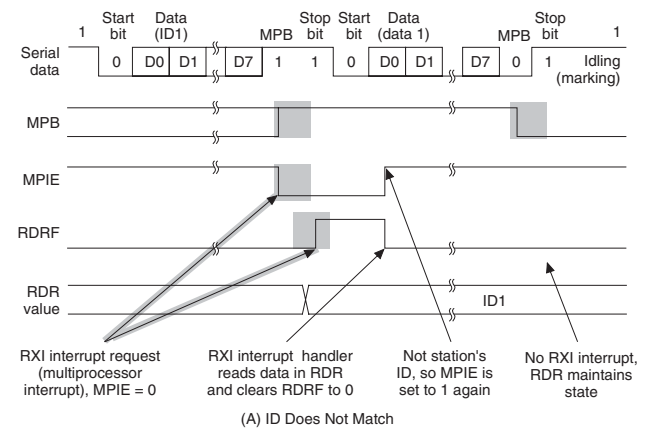 1
Start bit
Data (ID1)
MPB
Stop bit
Start bit
Data (data 1)
MPB
Stop bit
1
Serial data
0
D0
D1
D7
1
1
0
D0
D1
D7
0
1
Idling (marking)
MPB
MPIE
RDRF
RDR value
ID1
RXI interrupt request
(multiprocessor
interrupt), MPIE = 0
RXI interrupt handler
reads data in RDR
and clears RDRF to 0
Not station's
ID, so MPIE is
set to 1 again
No RXI interrupt,
RDR maintains
state
(A) ID Does Not Match